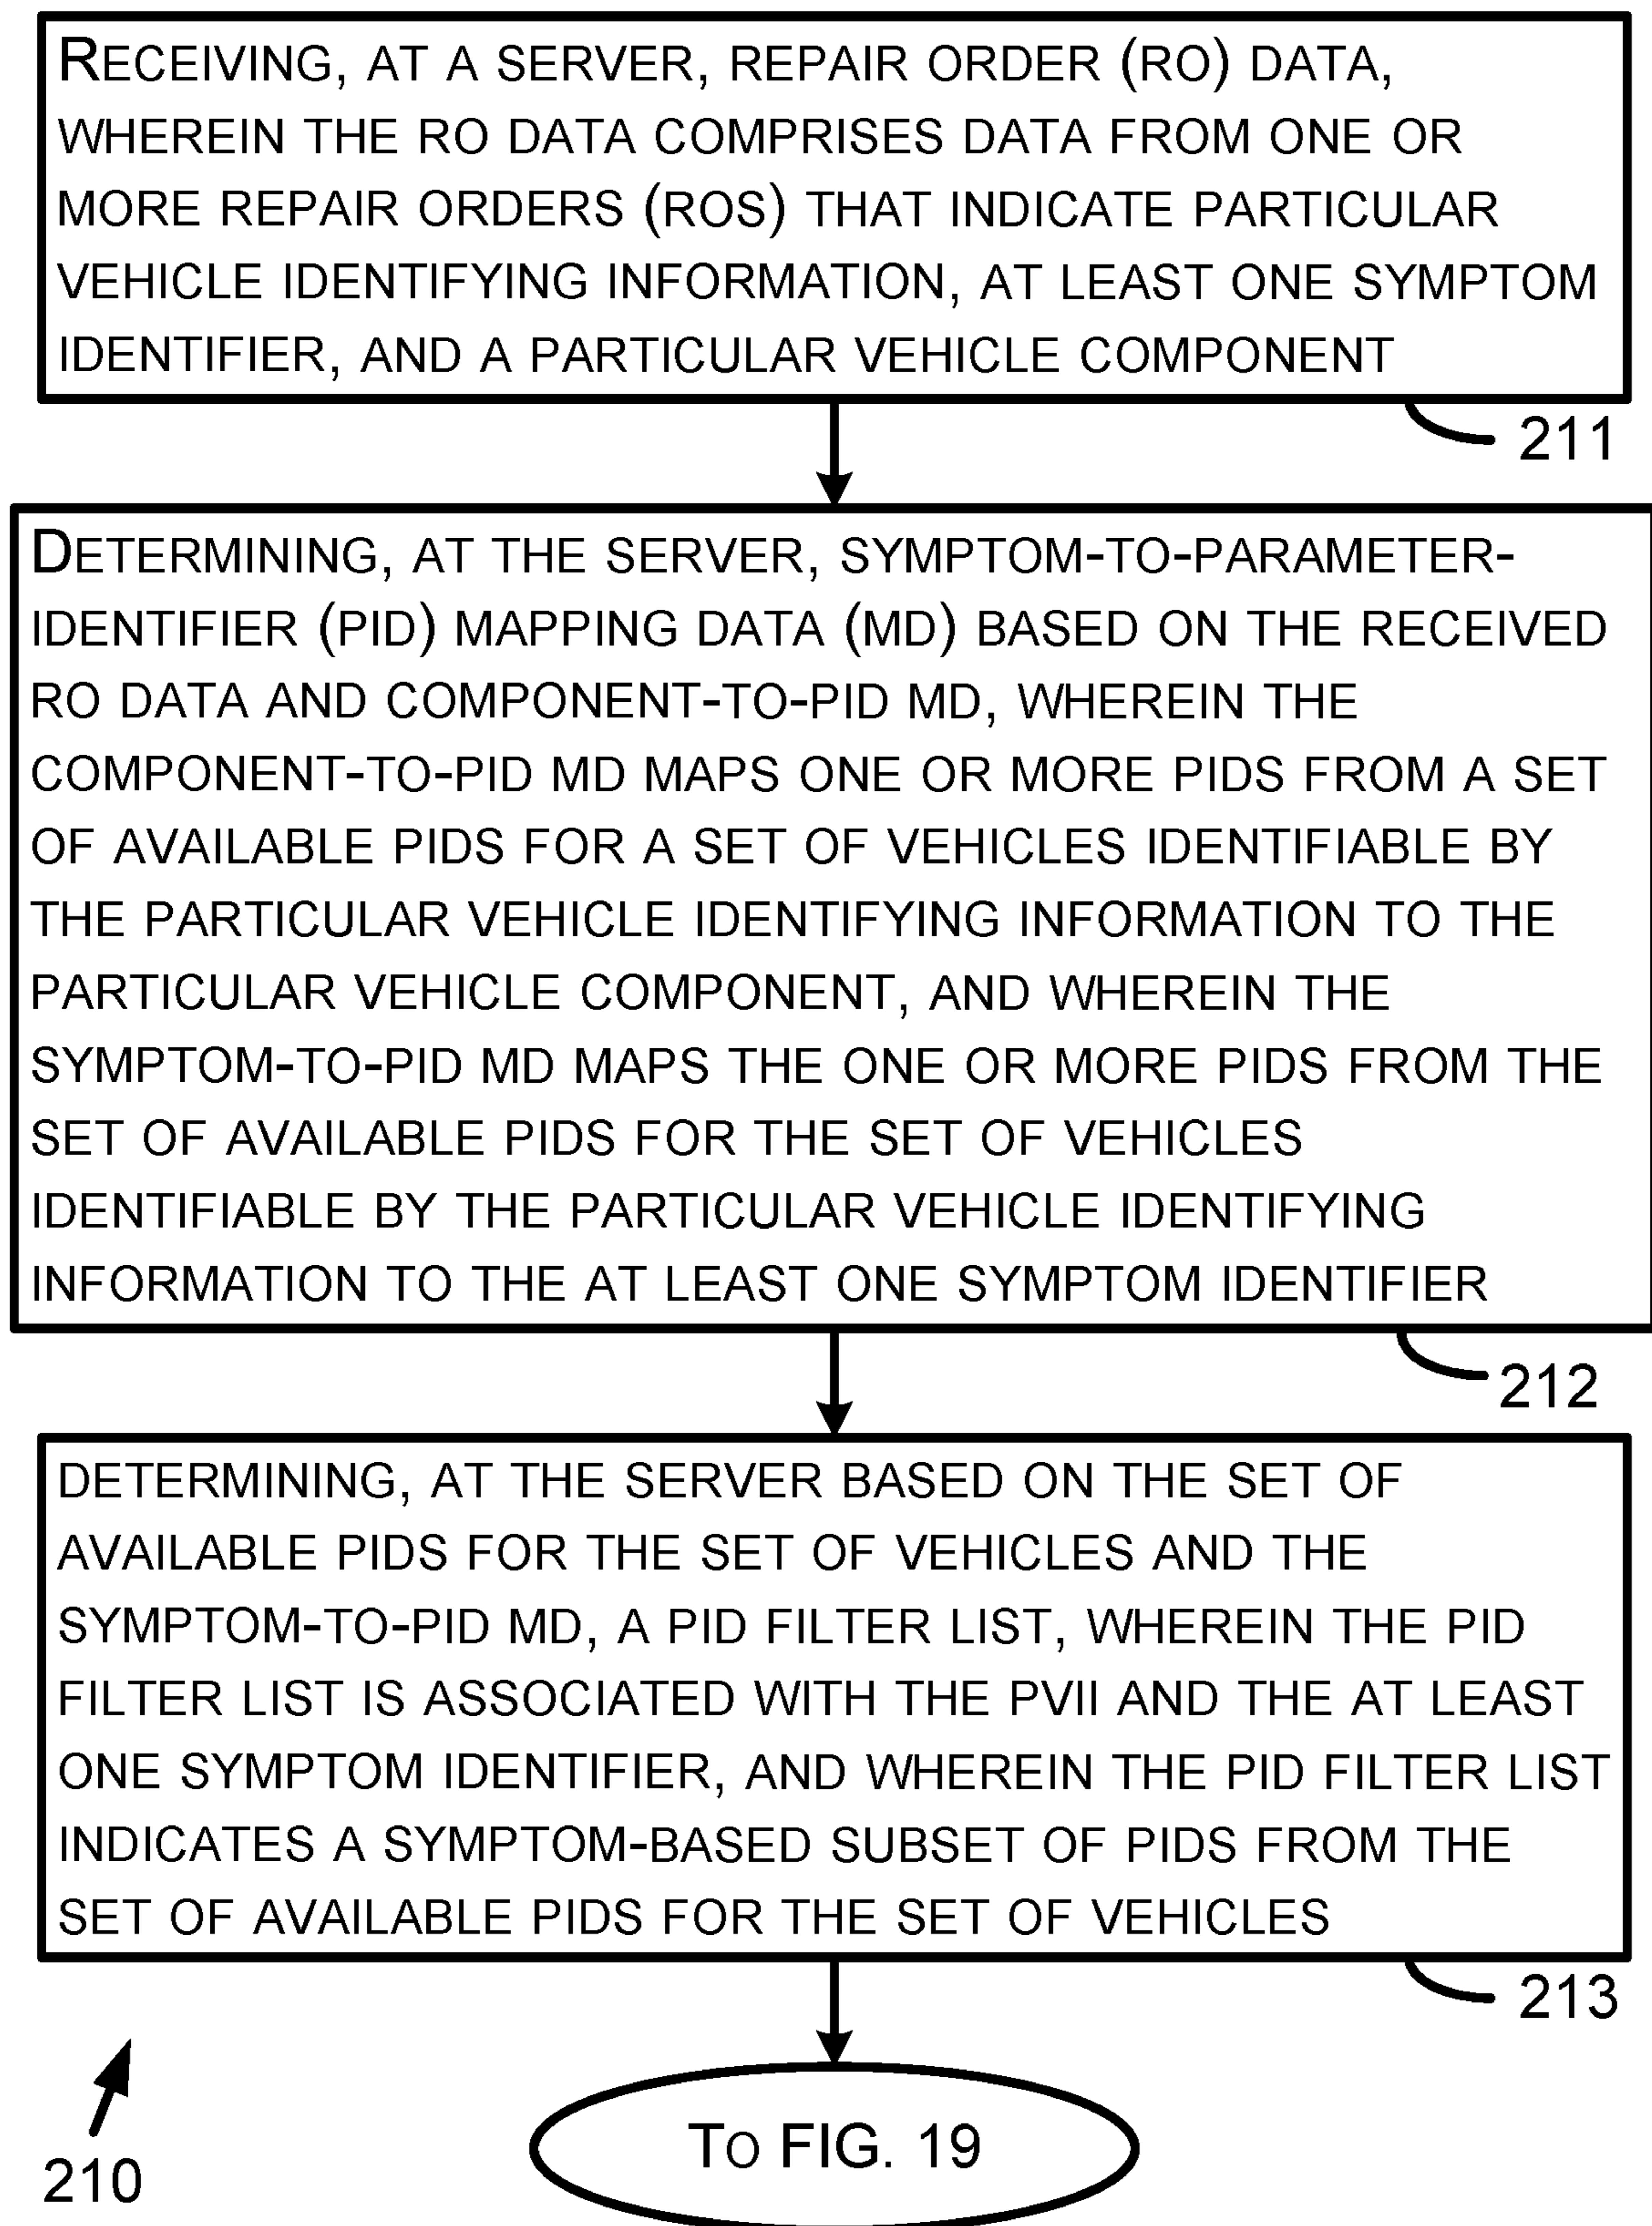 RECEIVING, AT A SERVER, REPAIR ORDER (RO) DATA,
WHEREIN THE RO DATA COMPRISES DATA FROM ONE OR
MORE REPAIR ORDERS (ROS) THAT INDICATE PARTICULAR
VEHICLE IDENTIFYING INFORMATION, AT LEAST ONE SYMPTOM
IDENTIFIER, AND A PARTICULAR VEHICLE COMPONENT
211
DETERMINING, AT THE SERVER, SYMPTOM-TO-PARAMETER-
IDENTIFIER (PID) MAPPING DATA (MD) BASED ON THE RECEIVED
RO DATA AND COMPONENT-TO-PID MD, WHEREIN THE
COMPONENT-TO-PID MD MAPS ONE OR MORE PIDS FROM A SET
OF AVAILABLE PIDS FOR A SET OF VEHICLES IDENTIFIABLE BY
THE PARTICULAR VEHICLE IDENTIFYING INFORMATION TO THE
PARTICULAR VEHICLE COMPONENT, AND WHEREIN THE
SYMPTOM-TO-PID MD MAPS THE ONE OR MORE PIDS FROM THE
SET OF AVAILABLE PIDS FOR THE SET OF VEHICLES
IDENTIFIABLE BY THE PARTICULAR VEHICLE IDENTIFYING
INFORMATION TO THE AT LEAST ONE SYMPTOM IDENTIFIER
212
DETERMINING, AT THE SERVER BASED ON THE SET OF
AVAILABLE PIDS FOR THE SET OF VEHICLES AND THE
SYMPTOM-TO-PID MD, A PID FILTER LIST, WHEREIN THE PID
FILTER LIST IS ASSOCIATED WITH THE PVII AND THE AT LEAST
ONE SYMPTOM IDENTIFIER, AND WHEREIN THE PID FILTER LIST
INDICATES A SYMPTOM-BASED SUBSET OF PIDS FROM THE
SET OF AVAILABLE PIDS FOR THE SET OF VEHICLES
213
TO FIG. 19
210